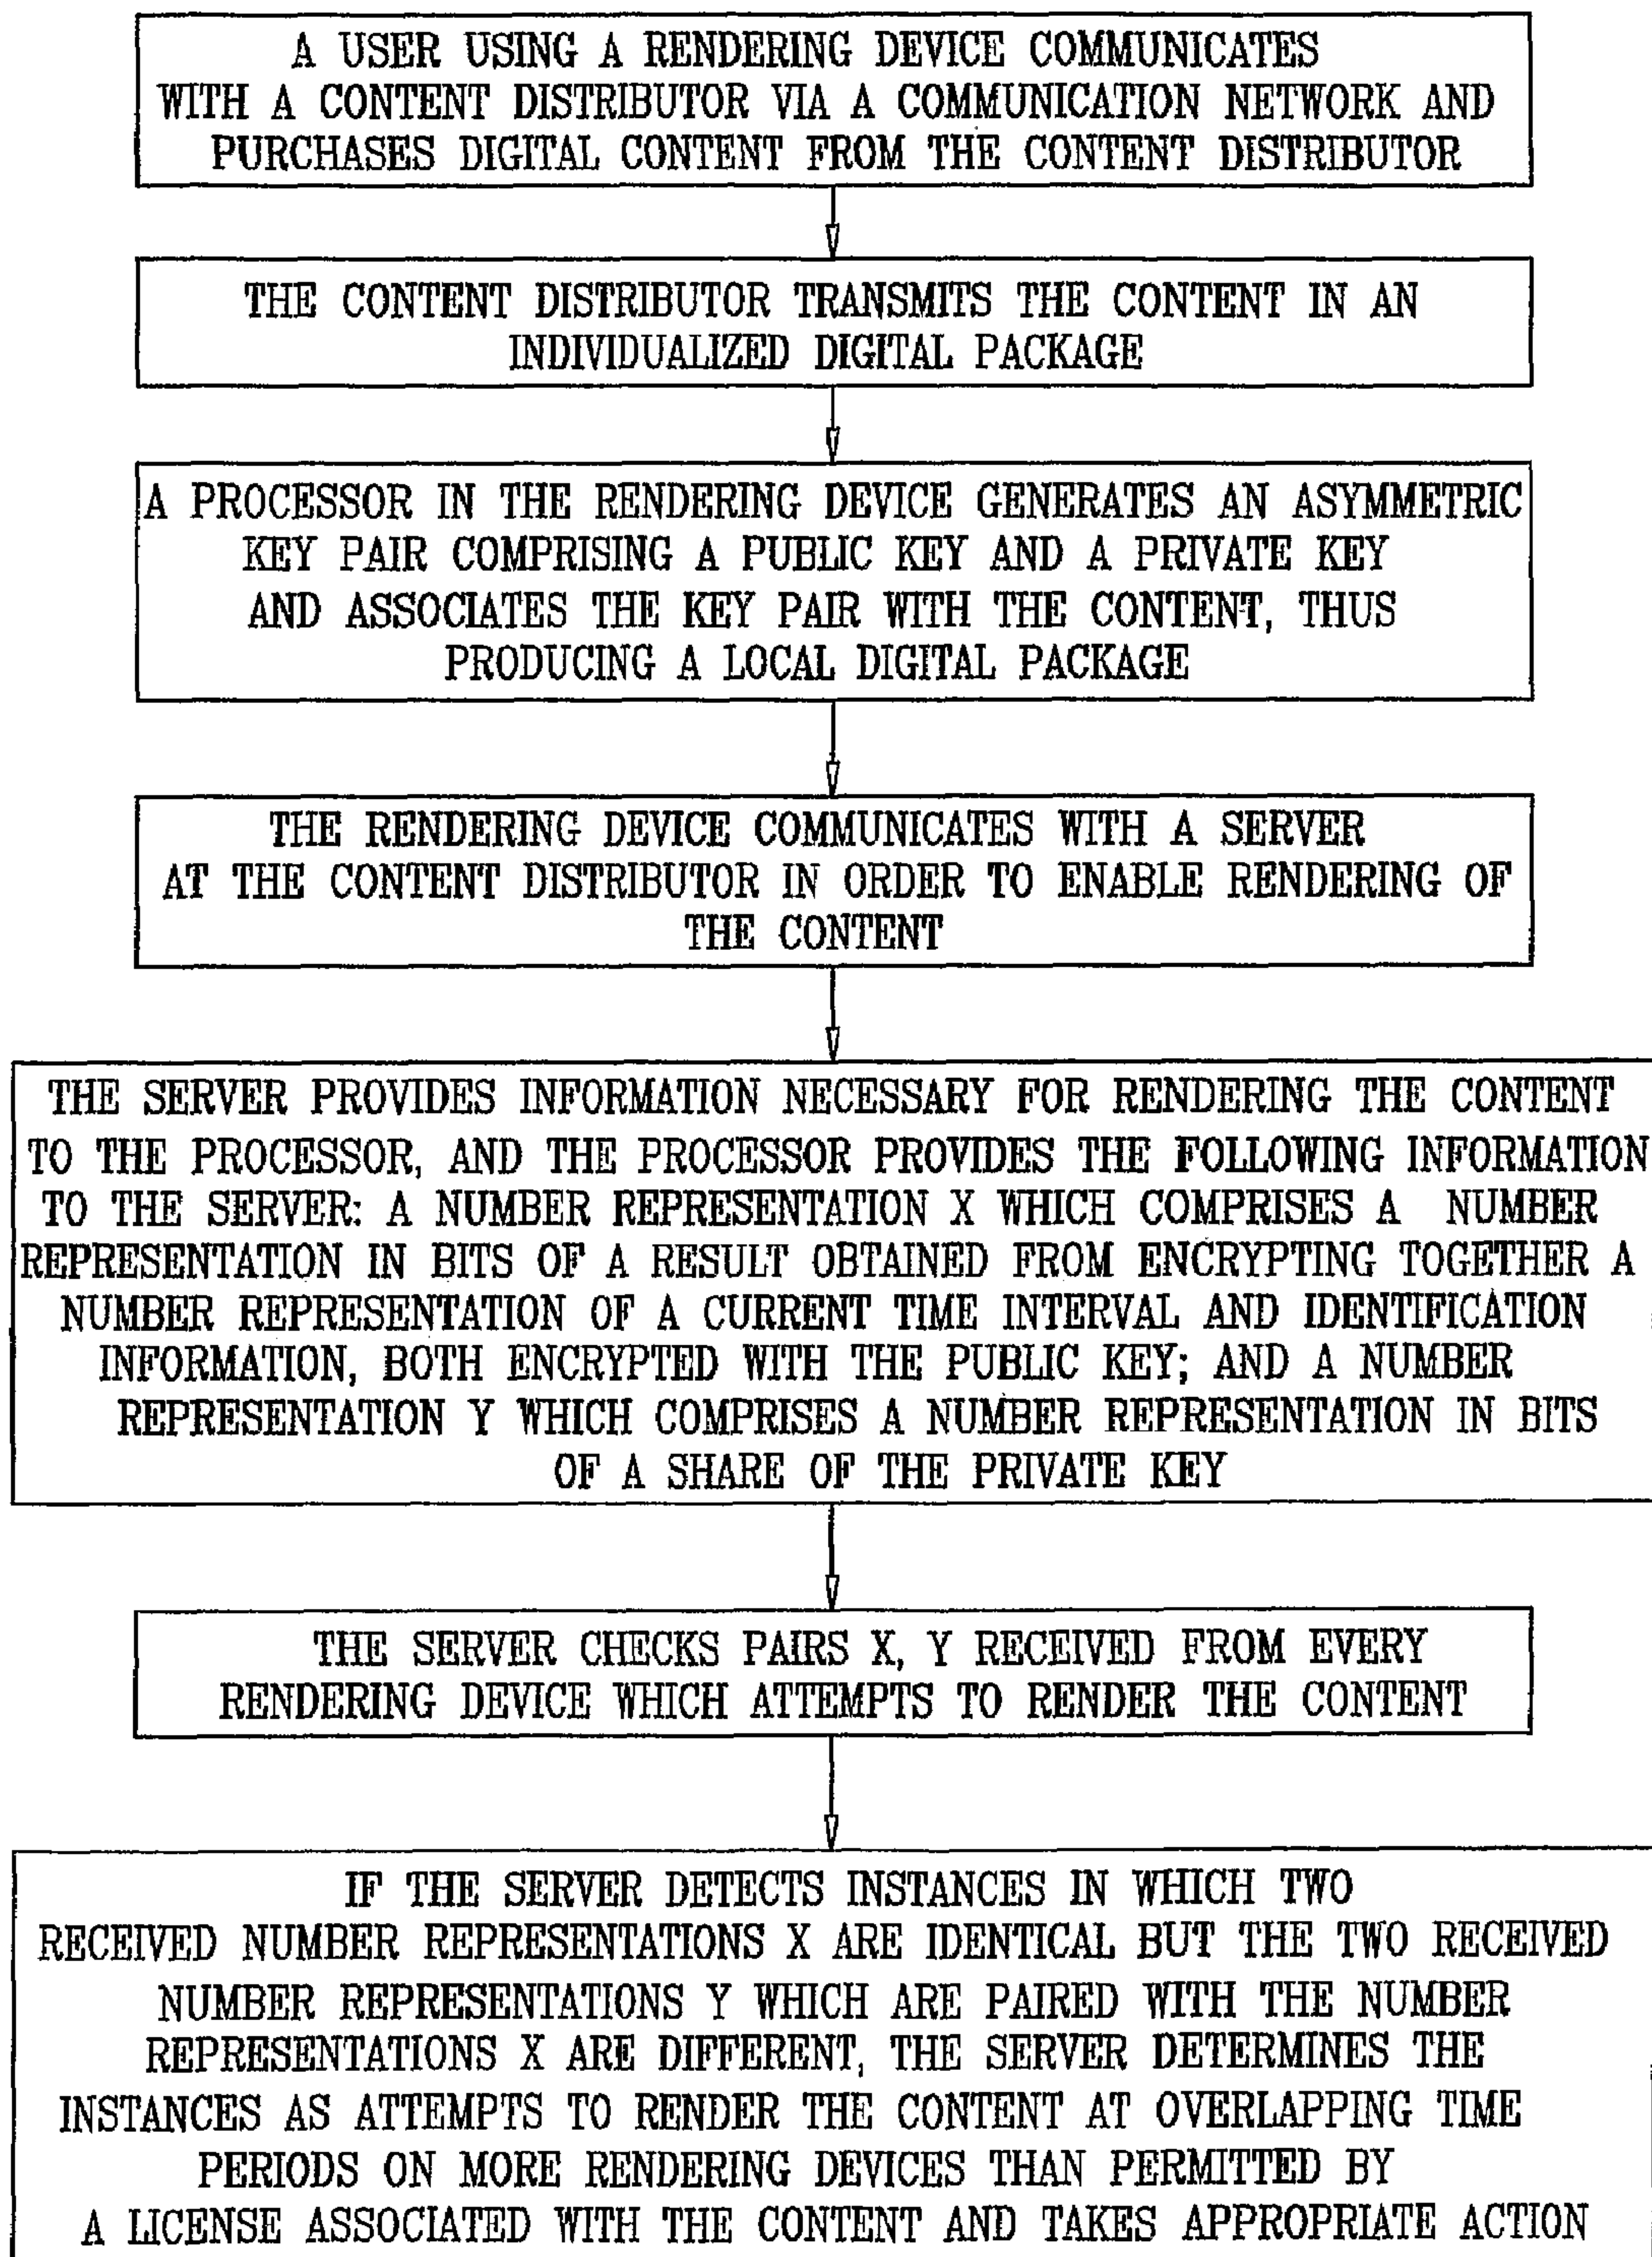 A USER USING A RENDERING DEVICE COMMUNICATES
WITH A CONTENT DISTRIBUTOR VIA A COMMUNICATION NETWORK AND
PURCHASES DIGITAL CONTENT FROM THE CONTENT DISTRIBUTOR
THE CONTENT DISTRIBUTOR TRANSMITS THE CONTENT IN AN
INDIVIDUALIZED DIGITAL PACKAGE
A PROCESSOR IN THE RENDERING DEVICE GENERATES AN ASYMMETRIC
KEY PAIR COMPRISING A PUBLIC KEY AND A PRIVATE KEY
AND ASSOCIATES THE KEY PAIR WITH THE CONTENT, THUS
PRODUCING A LOCAL DIGITAL PACKAGE
THE RENDERING DEVICE COMMUNICATES WITH A SERVER
AT THE CONTENT DISTRIBUTOR IN ORDER TO ENABLE RENDERING OF
THE CONTENT
THE SERVER PROVIDES INFORMATION NECESSARY FOR RENDERING THE CONTENT
TO THE PROCESSOR, AND THE PROCESSOR PROVIDES THE FOLLOWING INFORMATION
TO THE SERVER: A NUMBER REPRESENTATION X WHICH COMPRISES A NUMBER
REPRESENTATION IN BITS OF A RESULT OBTAINED FROM ENCRYPTING TOGETHER A
NUMBER REPRESENTATION OF A CURRENT TIME INTERVAL AND IDENTIFICATION
INFORMATION, BOTH ENCRYPTED WITH THE PUBLIC KEY; AND A NUMBER
REPRESENTATION Y WHICH COMPRISES A NUMBER REPRESENTATION IN BITS
OF A SHARE OF THE PRIVATE KEY
THE SERVER CHECKS PAIRS X, Y RECEIVED FROM EVERY
RENDERING DEVICE WHICH ATTEMPTS TO RENDER THE CONTENT
IF THE SERVER DETECTS INSTANCES IN WHICH TWO
RECEIVED NUMBER REPRESENTATIONS X ARE IDENTICAL BUT THE TWO RECEIVED
NUMBER REPRESENTATIONS Y WHICH ARE PAIRED WITH THE NUMBER
REPRESENTATIONS X ARE DIFFERENT, THE SERVER DETERMINES THE
INSTANCES AS ATTEMPTS TO RENDER THE CONTENT AT OVERLAPPING TIME
PERIODS ON MORE RENDERING DEVICES THAN PERMITTED BY
A LICENSE ASSOCIATED WITH THE CONTENT AND TAKES APPROPRIATE ACTION